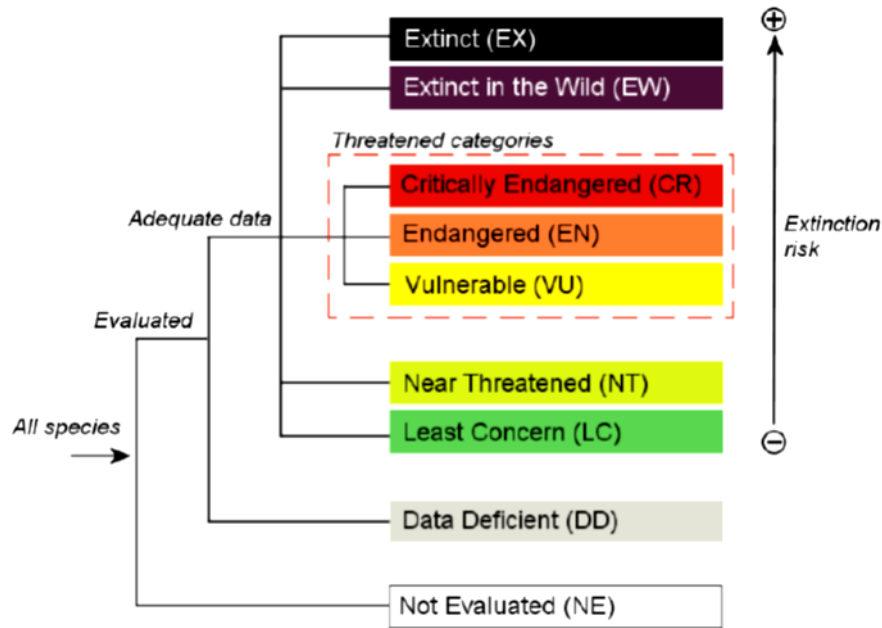 Extinct (EX)
Extinct in the Wild (EW)
Threatened categories
Critically Endangered (CR)
Adequate data
Endangered (EN)
Extinction
risk
Vulnerable (VU)
Evaluated
Near Threatened (NT)
All species
Least Concern (LC)
Data Deficient (DD)
Not Evaluated (NE)